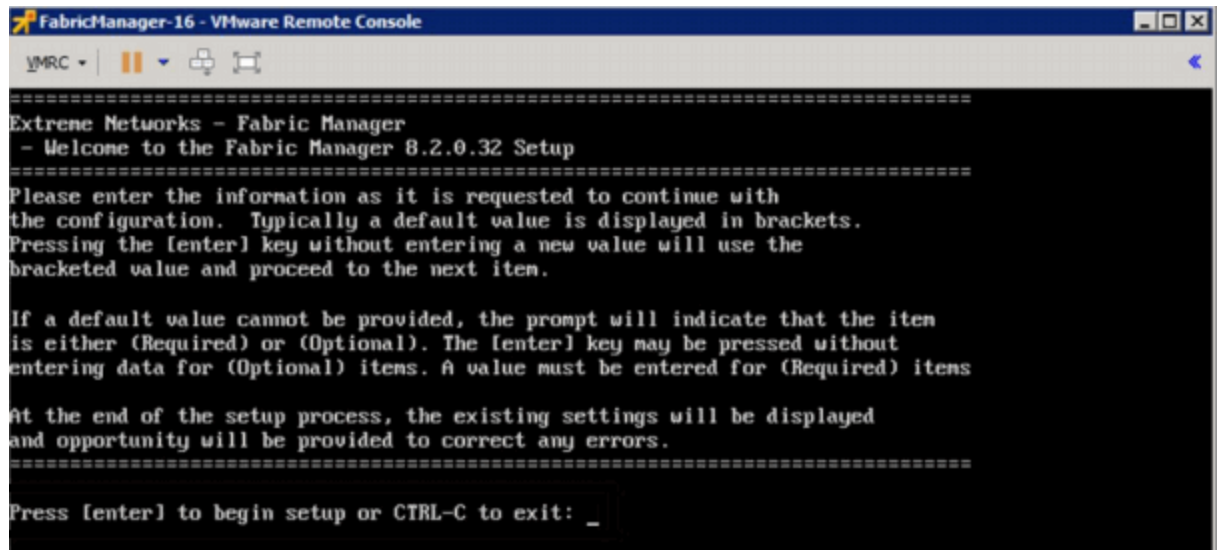 FabricManager-16 - VMware Remote Console
VMRC
================================================================================
Extreme Networks - Fabric Manager
 - Welcome to the Fabric Manager 8.2.0.32 Setup
================================================================================
Please enter the information as it is requested to continue with
the configuration.  Typically a default value is displayed in brackets.
Pressing the [enter] key without entering a new value will use the
bracketed value and proceed to the next item.
If a default value cannot be provided, the prompt will indicate that the item
is either (Required) or (Optional). The [enter] key may be pressed without
entering data for (Optional) items. A value must be entered for (Required) items
At the end of the setup process, the existing settings will be displayed
and opportunity will be provided to correct any errors.
================================================================================
Press [enter] to begin setup or CTRL-C to exit: _